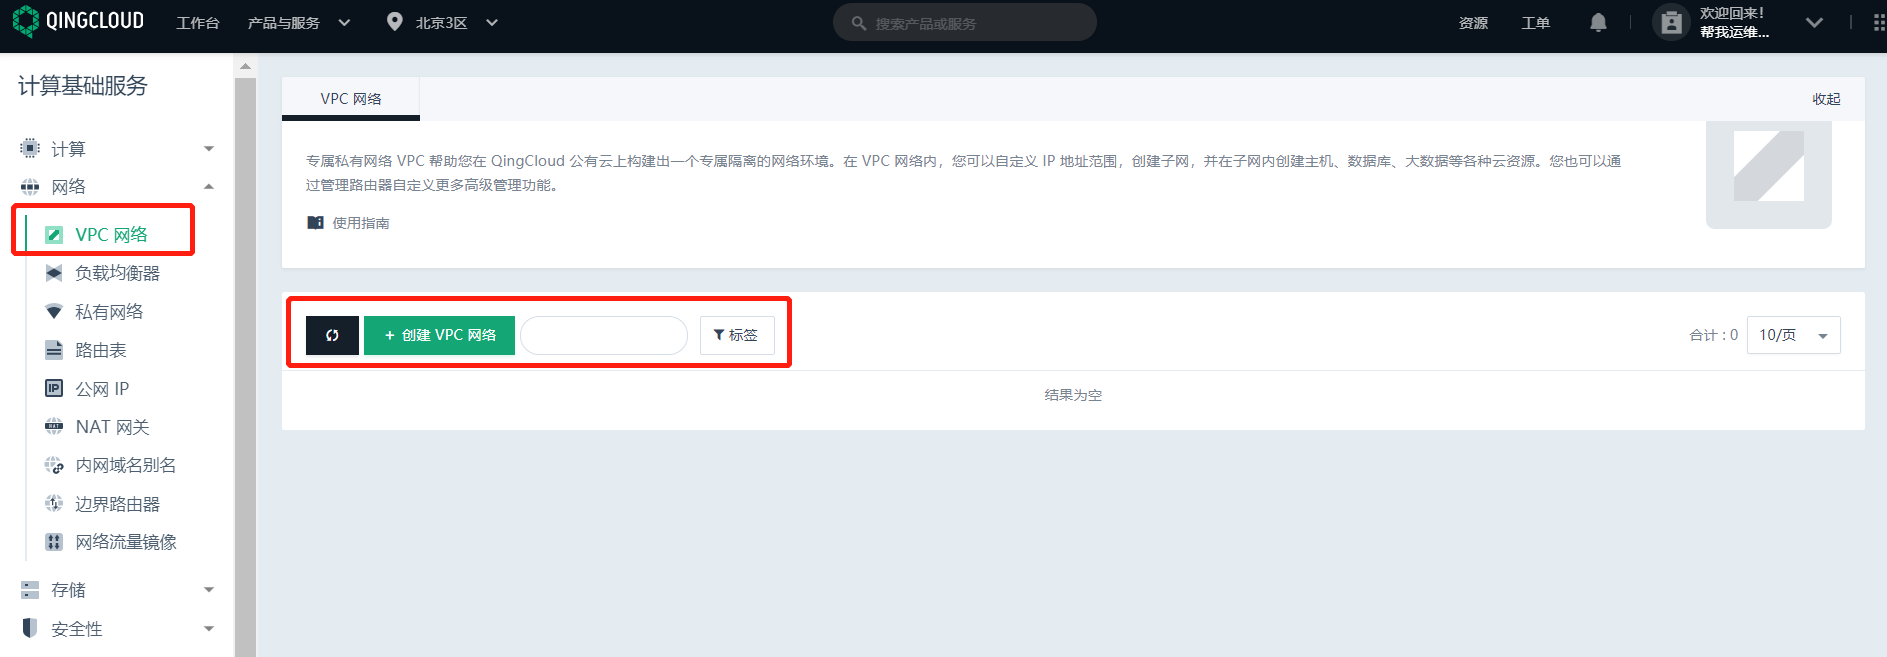 QINGCLOUD 工作台 产品与服务 北京3区 搜索产品或服务 资源 工单 欢迎回来！
帮我运维...
计算基础服务
计算
网络
VPC 网络
负载均衡器
私有网络
路由表
IP 公网 IP
NAT NAT 网关
内网域名别名
边界路由器
网络流量镜像
存储
安全性
VPC 网络 收起
专属私有网络 VPC 帮助您在 QingCloud 公有云上构建出一个专属隔离的网络环境。在 VPC 网络内，您可以自定义 IP 地址范围，创建子网，并在子网内创建主机、数据库、大数据等各种云资源。您也可以通
过管理路由器自定义更多高级管理功能。
使用指南
+ 创建 VPC 网络 标签 合计：0 10/页
结果为空